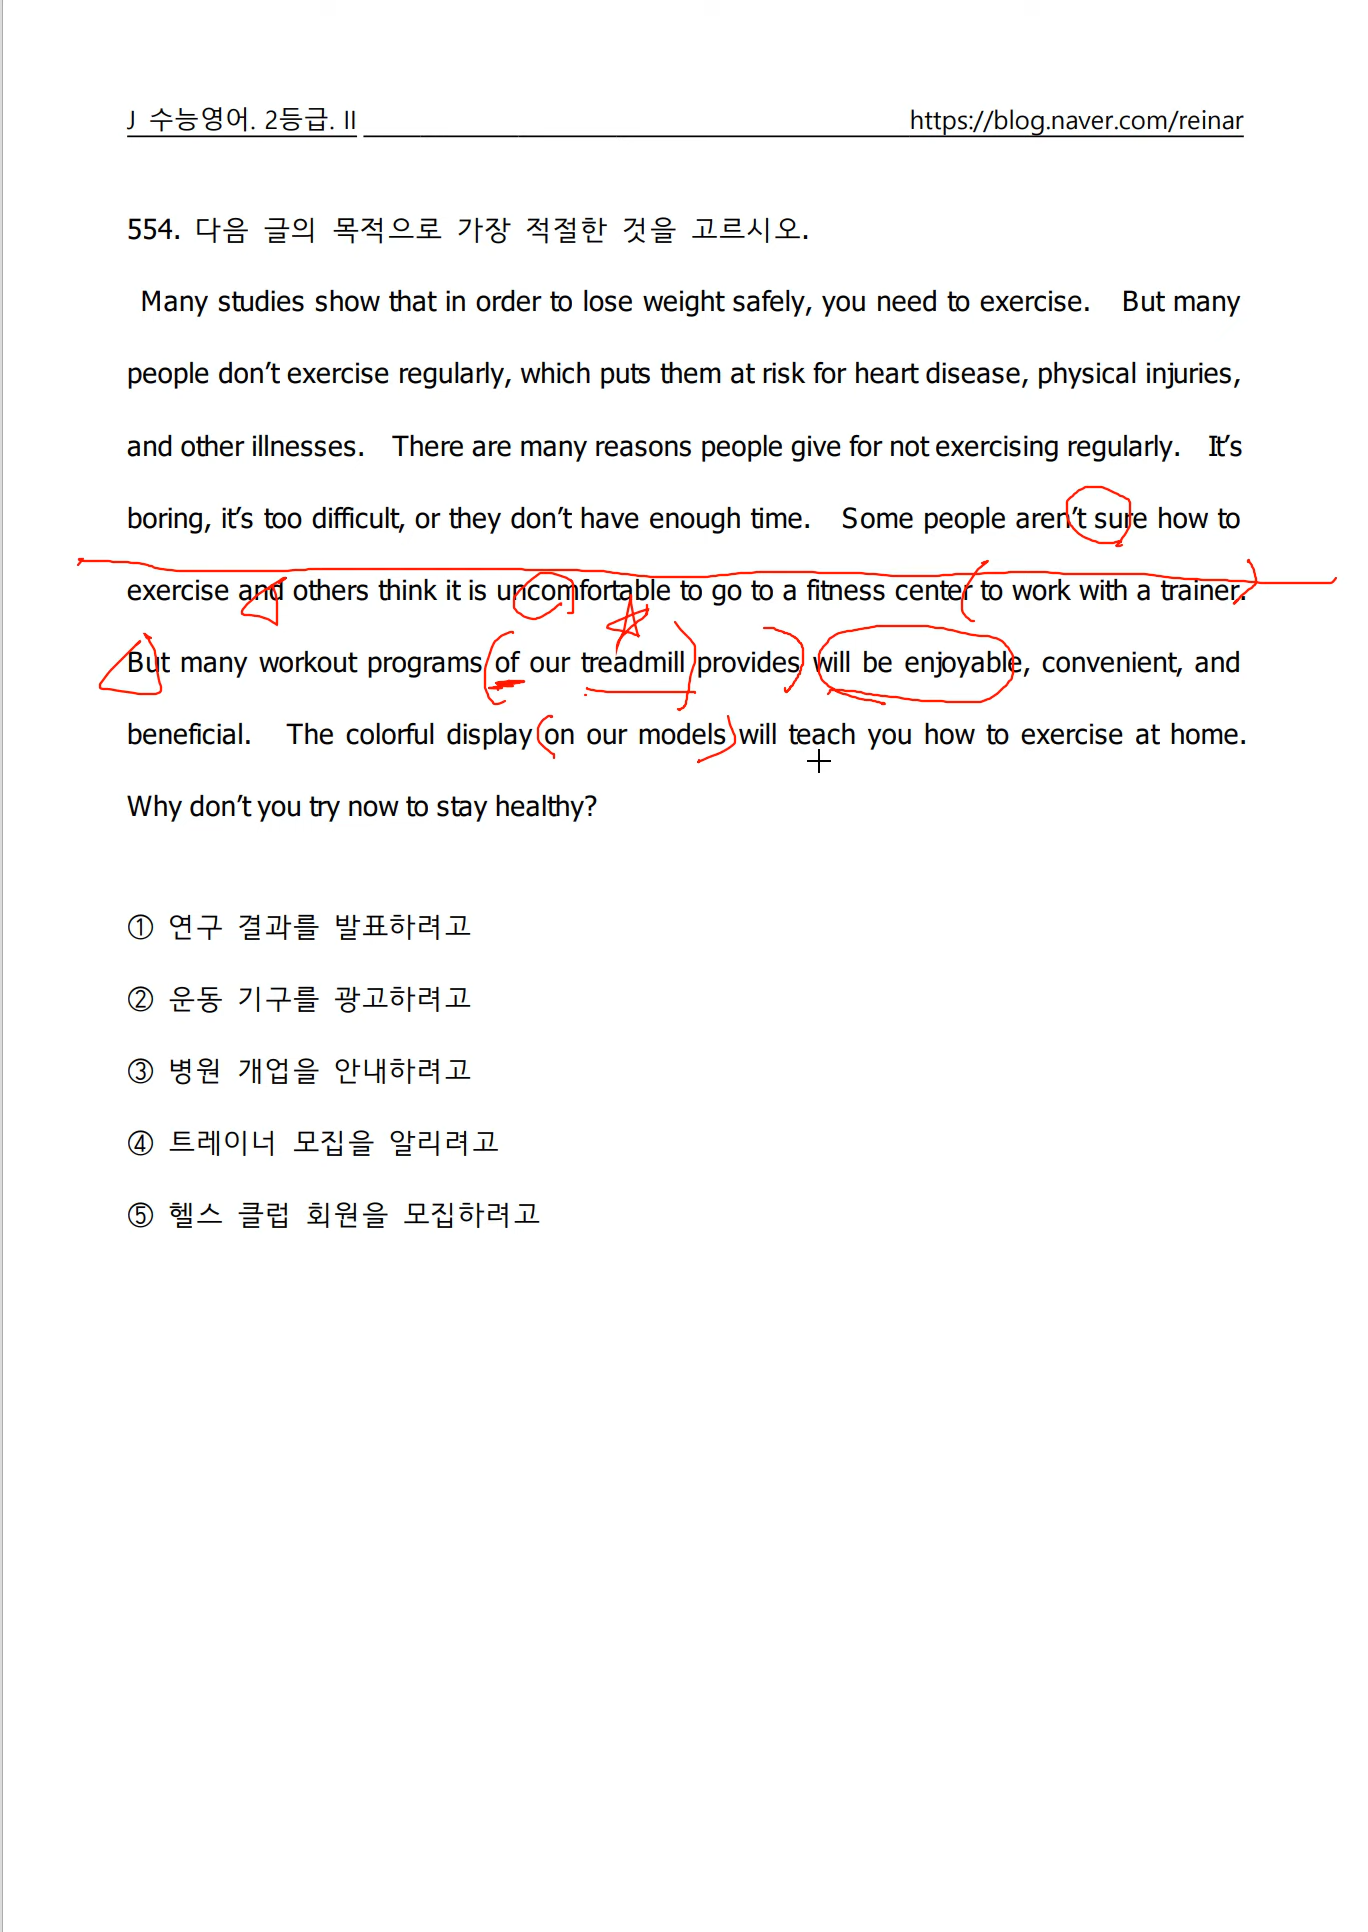 J 수능영어. 2등급. II https://blog.naver.com/reinar
554. 다음 글의 목적으로 가장 적절한 것을 고르시오.
Many studies show that in order to lose weight safely, you need to exercise. But many
people don’t exercise regularly, which puts them at risk for heart disease, physical injuries,
and other illnesses. There are many reasons people give for not exercising regularly. It’s
boring, it’s too difficult, or they don’t have enough time. Some people aren’t sure how to
exercise and others think it is uncomfortable to go to a fitness center to work with a trainer.
But many workout programs of our treadmill provides will be enjoyable, convenient, and
beneficial. The colorful display on our models will teach you how to exercise at home.
Why don’t you try now to stay healthy?
① 연구 결과를 발표하려고
② 운동 기구를 광고하려고
③ 병원 개업을 안내하려고
④ 트레이너 모집을 알리려고
⑤ 헬스 클럽 회원을 모집하려고